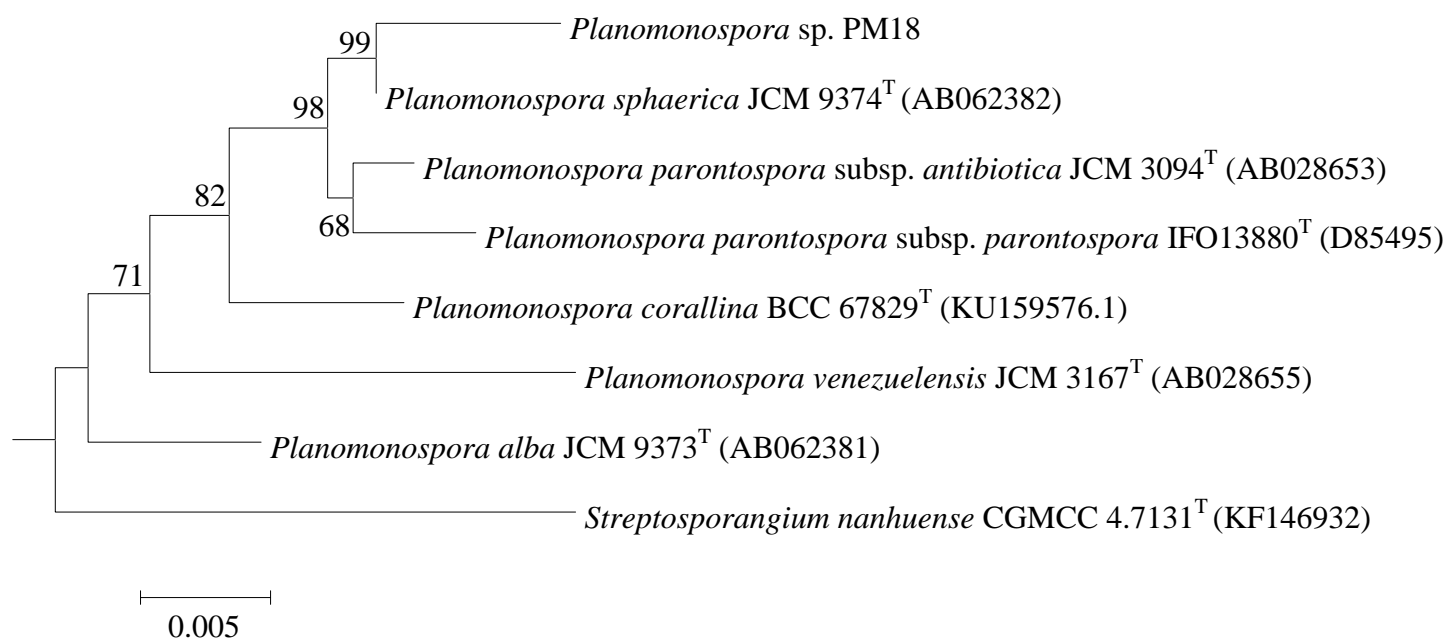 Planomonospora sp. PM18
99
Planomonospora sphaerica JCM 9374T (AB062382)
98
Planomonospora parontospora subsp. antibiotica JCM 3094T (AB028653)
82
68
Planomonospora parontospora subsp. parontospora IFO13880T (D85495)
71
Planomonospora corallina BCC 67829T (KU159576.1)
Planomonospora venezuelensis JCM 3167T (AB028655)
Planomonospora alba JCM 9373T (AB062381)
Streptosporangium nanhuense CGMCC 4.7131T (KF146932)
0.005